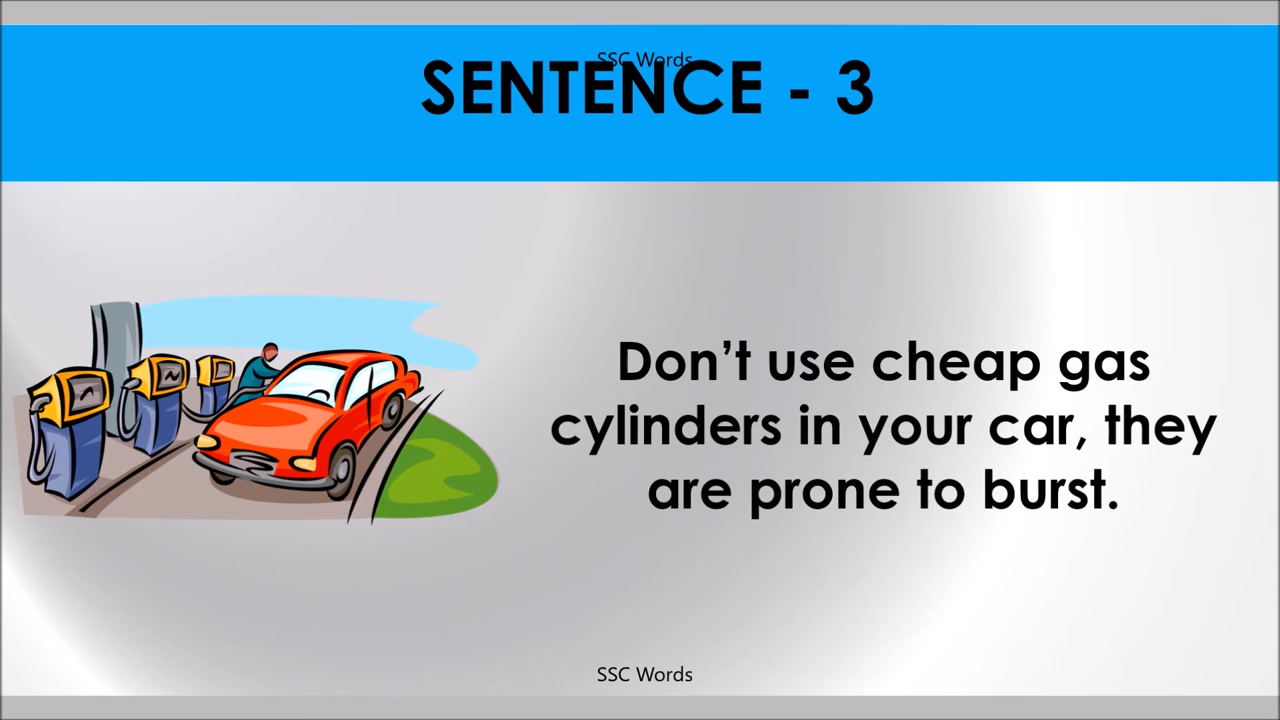 SSC Words
SENTENCE - 3
Don’t use cheap gas
cylinders in your car, they
are prone to burst.
SSC Words